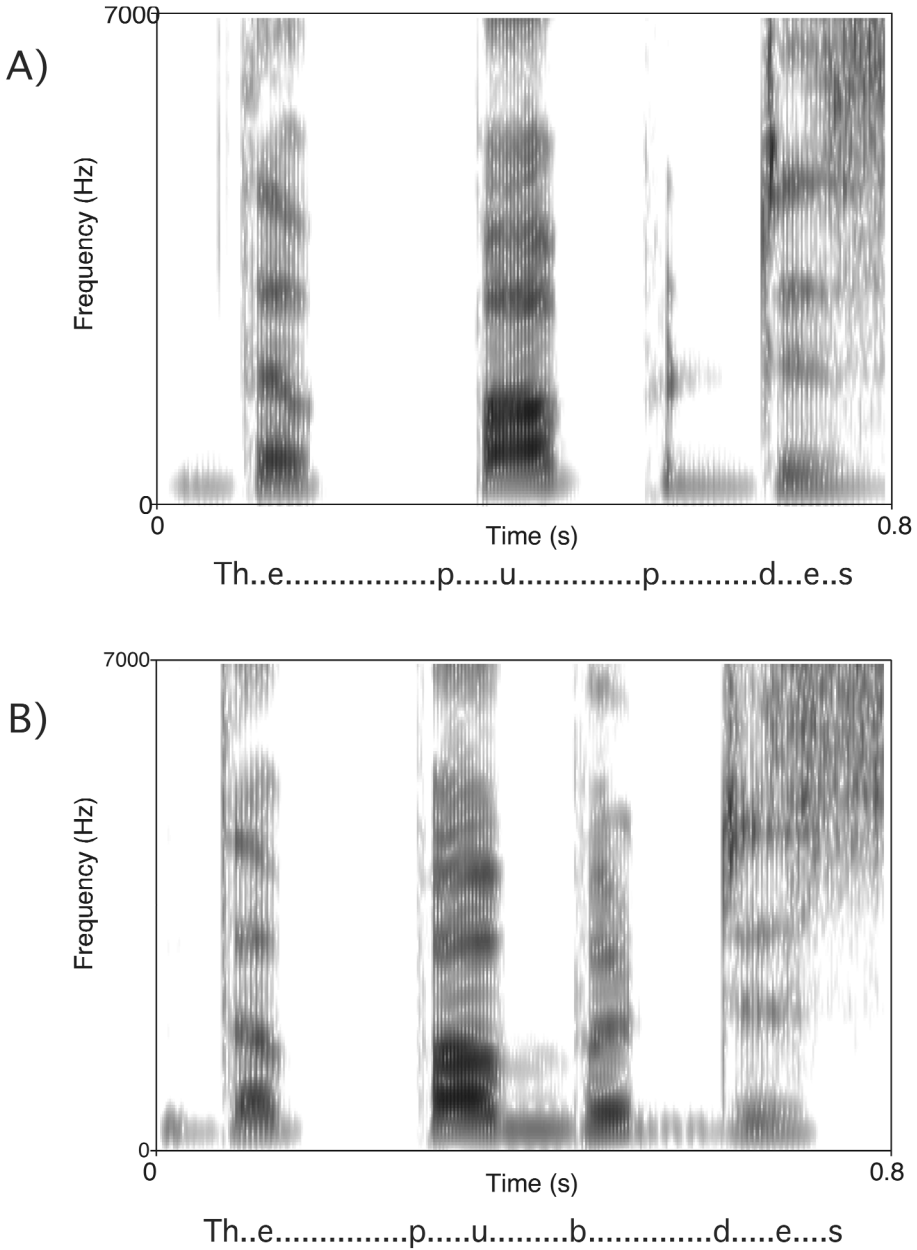 7000
A)
Frequency (Hz)
0
0
0.8
Time (s)
Th..e.................p.....u..............p...........d...e..s
7000
B)
Frequency (Hz)
0
0
0.8
Time (s)
Th..e...............p.....u.........b.............d.....e....s